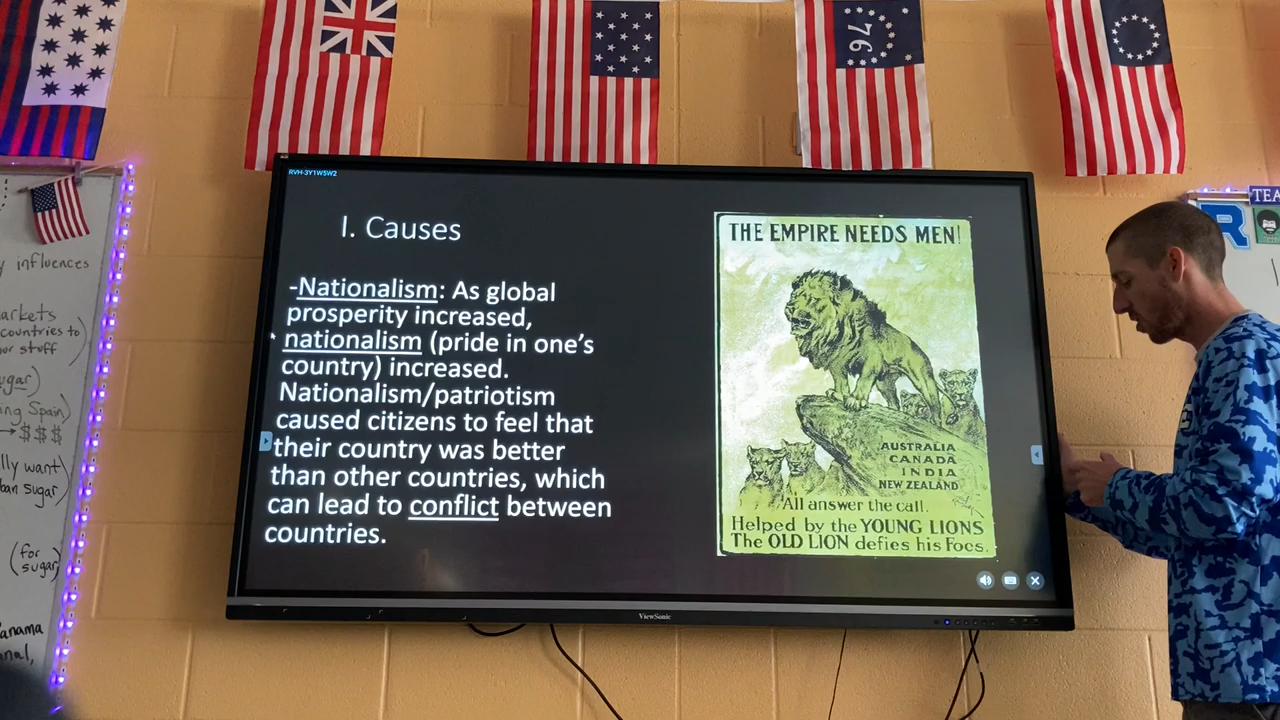 76
RVH-3Y1W5W2
I. Causes
-Nationalism: As global
prosperity increased,
nationalism (pride in one's
country) increased.
Nationalism/patriotism
caused citizens to feel that
their country was better
than other countries, which
can lead to conflict between
countries.
THE EMPIRE NEEDS MEN!
AUSTRALIA
CANADA
INDIA
NEW ZEALAND
All answer the call.
Helped by the YOUNG LIONS
The OLD LION defies his Foes.
ViewSonic
influences
countries to
stuff
Spain)
$$$
want
sugar)
(for
sugar)
R